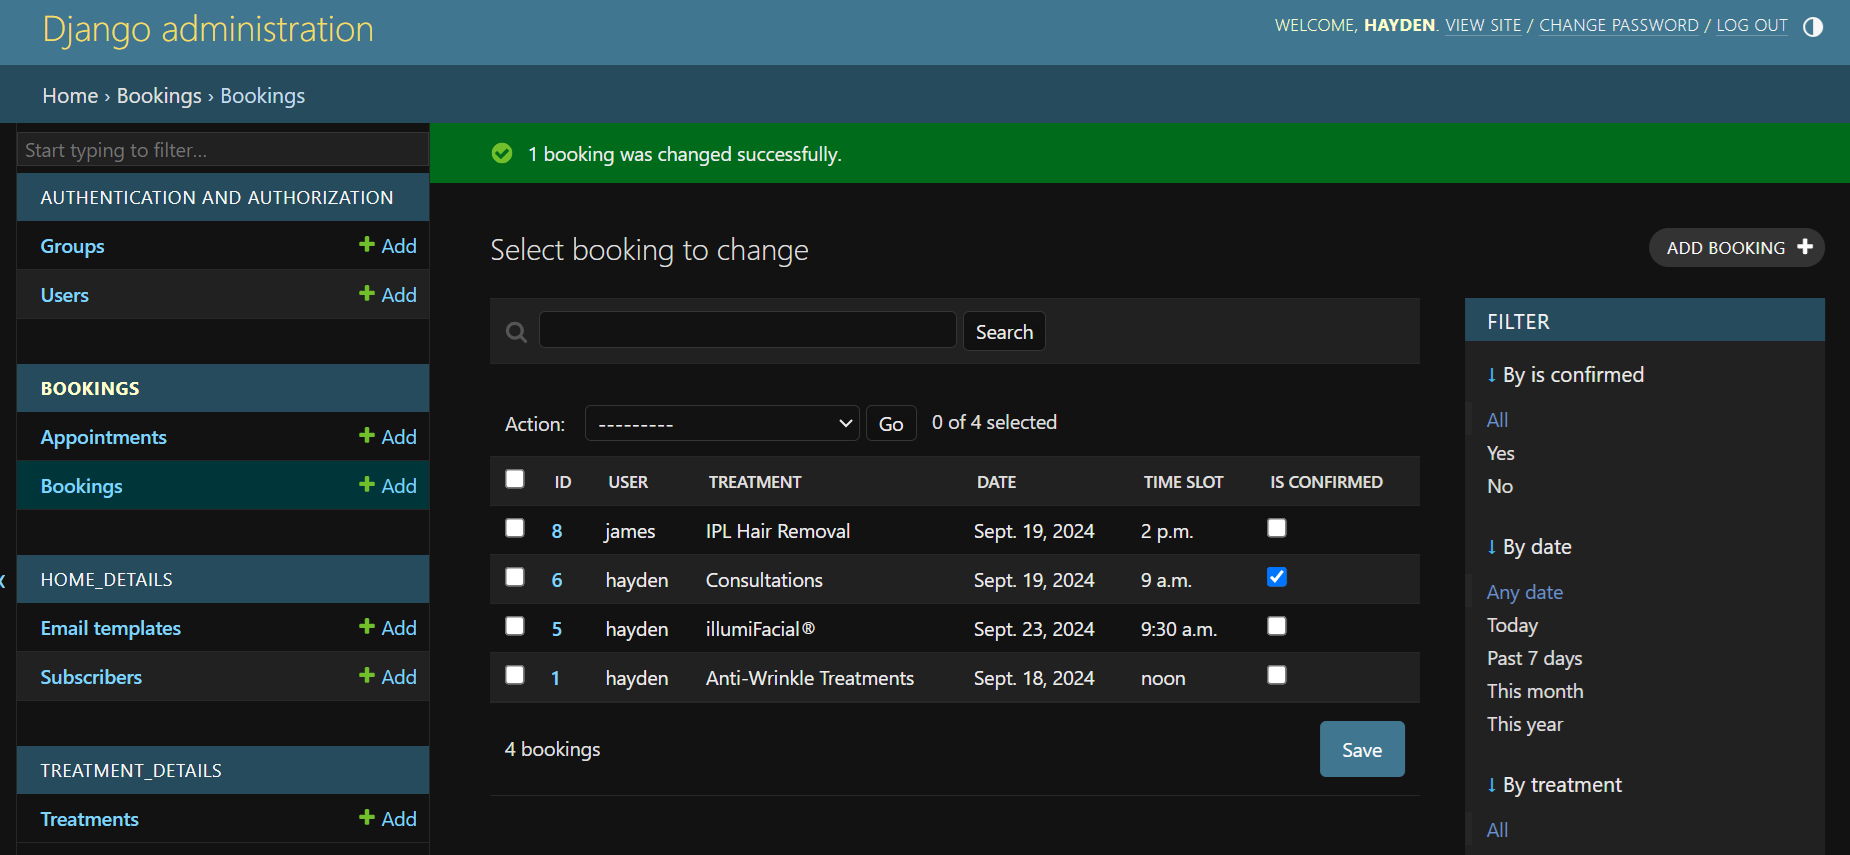 Django administration
WELCOME, HAYDEN. VIEW SITE / CHANGE PASSWORD / LOG OUT
Home › Bookings › Bookings
Start typing to filter...
AUTHENTICATION AND AUTHORIZATION
Groups + Add
Users + Add
BOOKINGS
Appointments + Add
Bookings + Add
HOME_DETAILS
Email templates + Add
Subscribers + Add
TREATMENT_DETAILS
Treatments + Add
1 booking was changed successfully.
Select booking to change
ADD BOOKING +
Search
Action: --------- Go 0 of 4 selected
ID USER TREATMENT DATE TIME SLOT IS CONFIRMED
8 james IPL Hair Removal Sept. 19, 2024 2 p.m.
6 hayden Consultations Sept. 19, 2024 9 a.m.
5 hayden illumiFacial® Sept. 23, 2024 9:30 a.m.
1 hayden Anti-Wrinkle Treatments Sept. 18, 2024 noon
4 bookings
Save
FILTER
↓ By is confirmed
All
Yes
No
↓ By date
Any date
Today
Past 7 days
This month
This year
↓ By treatment
All